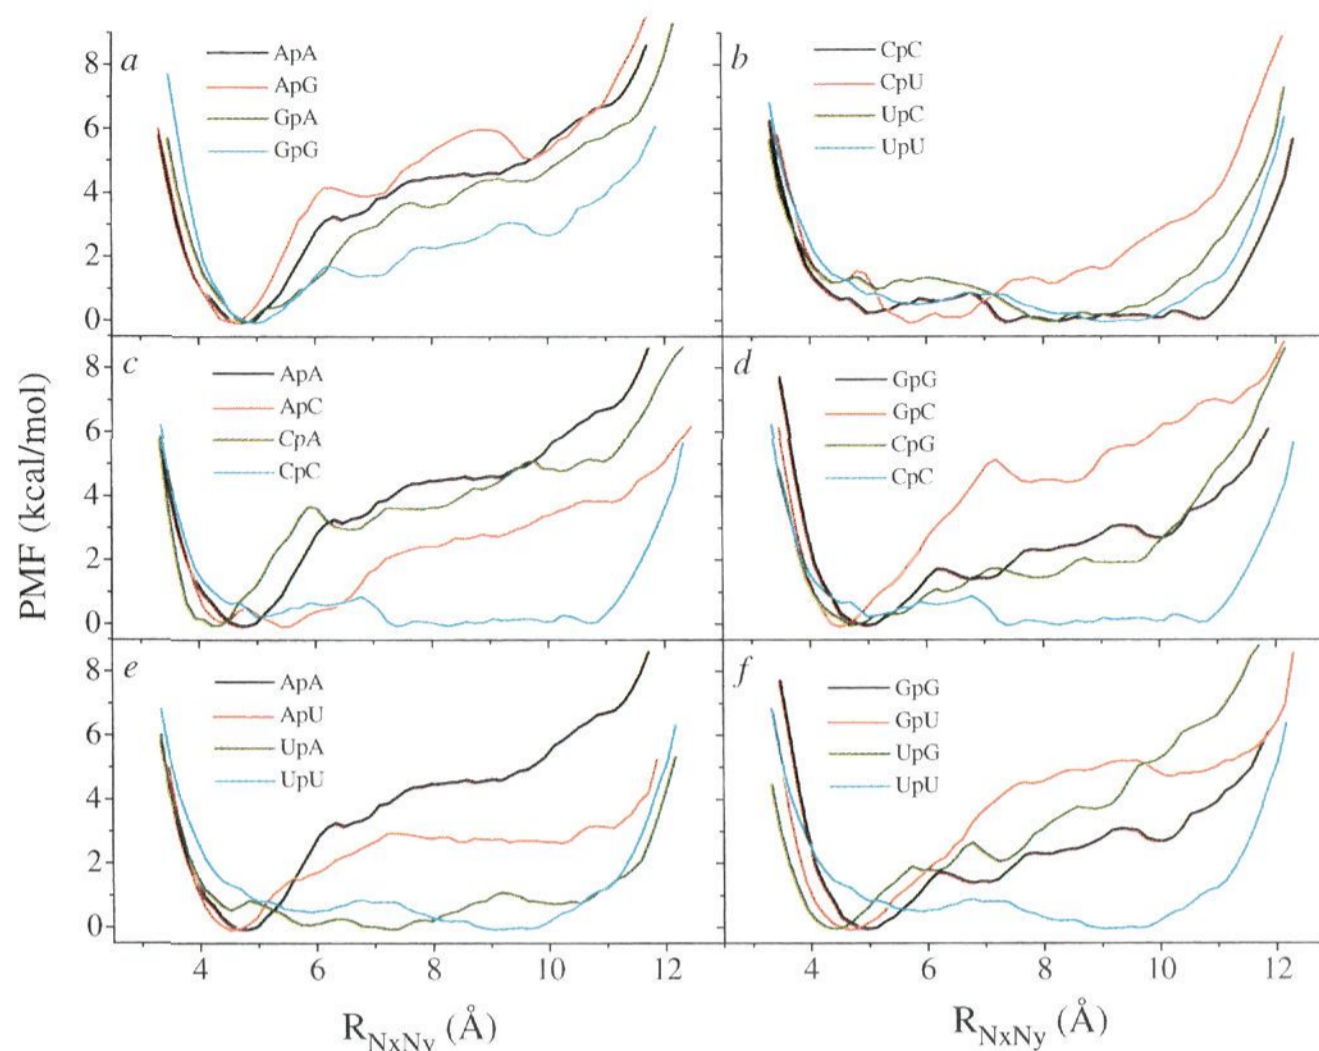 a
ApA
ApG
GpA
GpG
8
6
4
2
0
b
CpC
CpU
UpC
UpU
c
ApA
ApC
CpA
CpC
8
6
4
2
0
d
GpG
GpC
CpG
CpC
e
ApA
ApU
UpA
UpU
8
6
4
2
0
f
GpG
GpU
UpG
UpU
PMF (kcal/mol)
4 6 8 10 12 4 6 8 10 12
R_NxNy (Å) R_NxNy (Å)